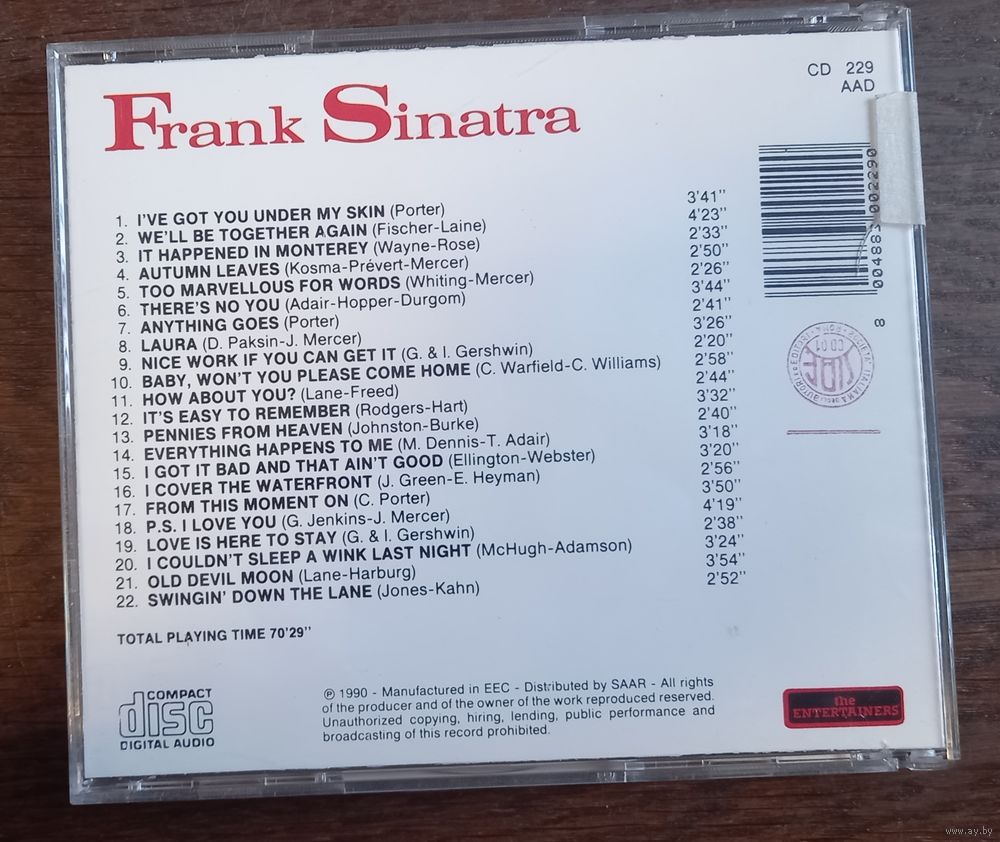 CD 229
AAD
Frank Sinatra
1. I'VE GOT YOU UNDER MY SKIN (Porter) 3'41"
2. WE'LL BE TOGETHER AGAIN (Fischer-Laine) 4'23"
3. IT HAPPENED IN MONTEREY (Wayne-Rose) 2'33"
4. AUTUMN LEAVES (Kosma-Prévert-Mercer) 2'50"
5. TOO MARVELLOUS FOR WORDS (Whiting-Mercer) 2'26"
6. THERE'S NO YOU (Adair-Hopper-Durgom) 3'44"
7. ANYTHING GOES (Porter) 2'41"
8. LAURA (D. Paksin-J. Mercer) 3'26"
9. NICE WORK IF YOU CAN GET IT (G. & I. Gershwin) 2'20"
10. BABY, WON'T YOU PLEASE COME HOME (C. Warfield-C. Williams) 2'58"
11. HOW ABOUT YOU? (Lane-Freed) 2'44"
12. IT'S EASY TO REMEMBER (Rodgers-Hart) 3'32"
13. PENNIES FROM HEAVEN (Johnston-Burke) 2'40"
14. EVERYTHING HAPPENS TO ME (M. Dennis-T. Adair) 3'18"
15. I GOT IT BAD AND THAT AIN'T GOOD (Ellington-Webster) 3'20"
16. I COVER THE WATERFRONT (J. Green-E. Heyman) 2'56"
17. FROM THIS MOMENT ON (C. Porter) 3'50"
18. P.S. I LOVE YOU (G. Jenkins-J. Mercer) 4'19"
19. LOVE IS HERE TO STAY (G. & I. Gershwin) 2'38"
20. I COULDN'T SLEEP A WINK LAST NIGHT (McHugh-Adamson) 3'24"
21. OLD DEVIL MOON (Lane-Harburg) 3'54"
22. SWINGIN' DOWN THE LANE (Jones-Kahn) 2'52"
TOTAL PLAYING TIME 70'29"
8
SIAE
CD 01
COMPACT
disc
DIGITAL AUDIO
℗ 1990 - Manufactured in EEC - Distributed by SAAR - All rights
of the producer and of the owner of the work reproduced reserved.
Unauthorized copying, hiring, lending, public performance and
broadcasting of this record prohibited.
the
ENTERTAINERS
www.ay.by